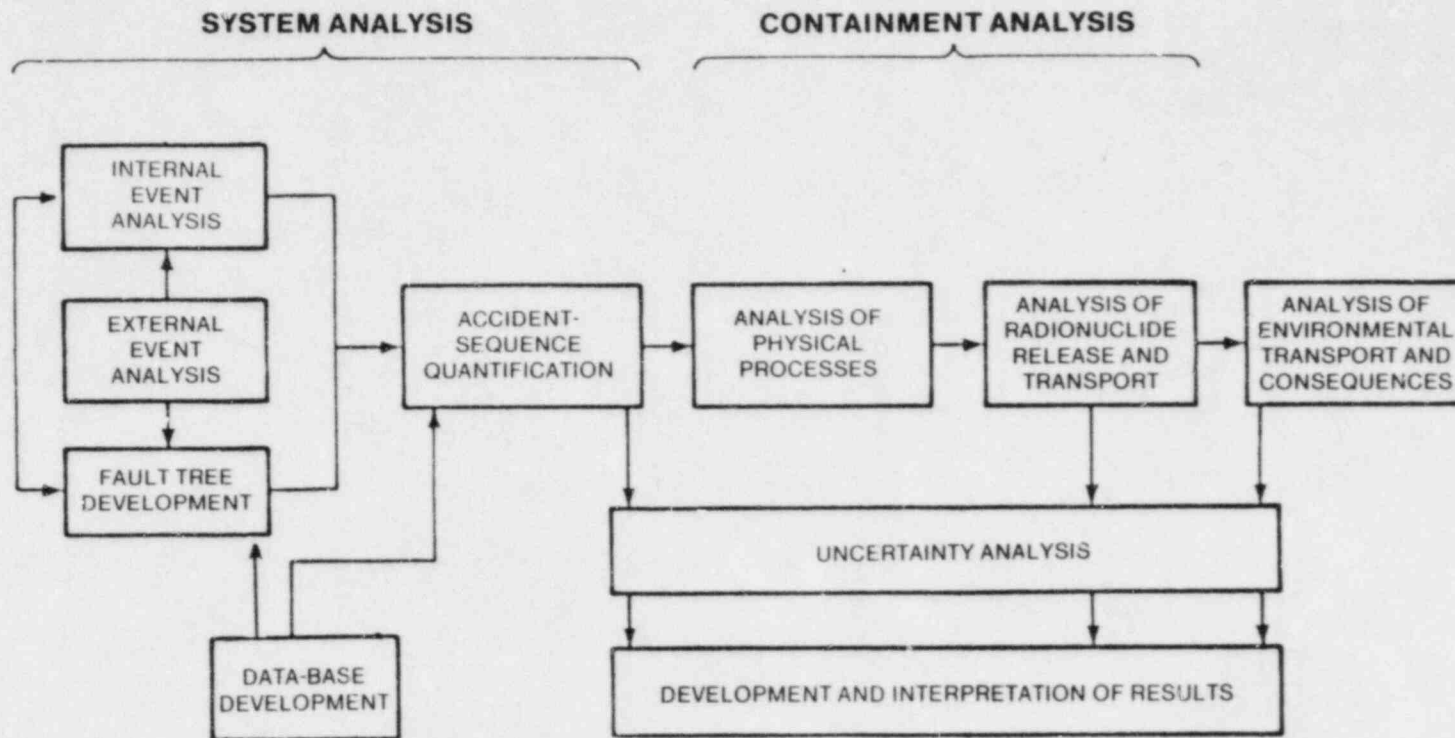 SYSTEM ANALYSIS
CONTAINMENT ANALYSIS
INTERNAL
EVENT
ANALYSIS
EXTERNAL
EVENT
ANALYSIS
FAULT TREE
DEVELOPMENT
DATA-BASE
DEVELOPMENT
ACCIDENT-
SEQUENCE
QUANTIFICATION
ANALYSIS OF
PHYSICAL
PROCESSES
ANALYSIS OF
RADIONUCLIDE
RELEASE AND
TRANSPORT
ANALYSIS OF
ENVIRONMENTAL
TRANSPORT AND
CONSEQUENCES
UNCERTAINTY ANALYSIS
DEVELOPMENT AND INTERPRETATION OF RESULTS